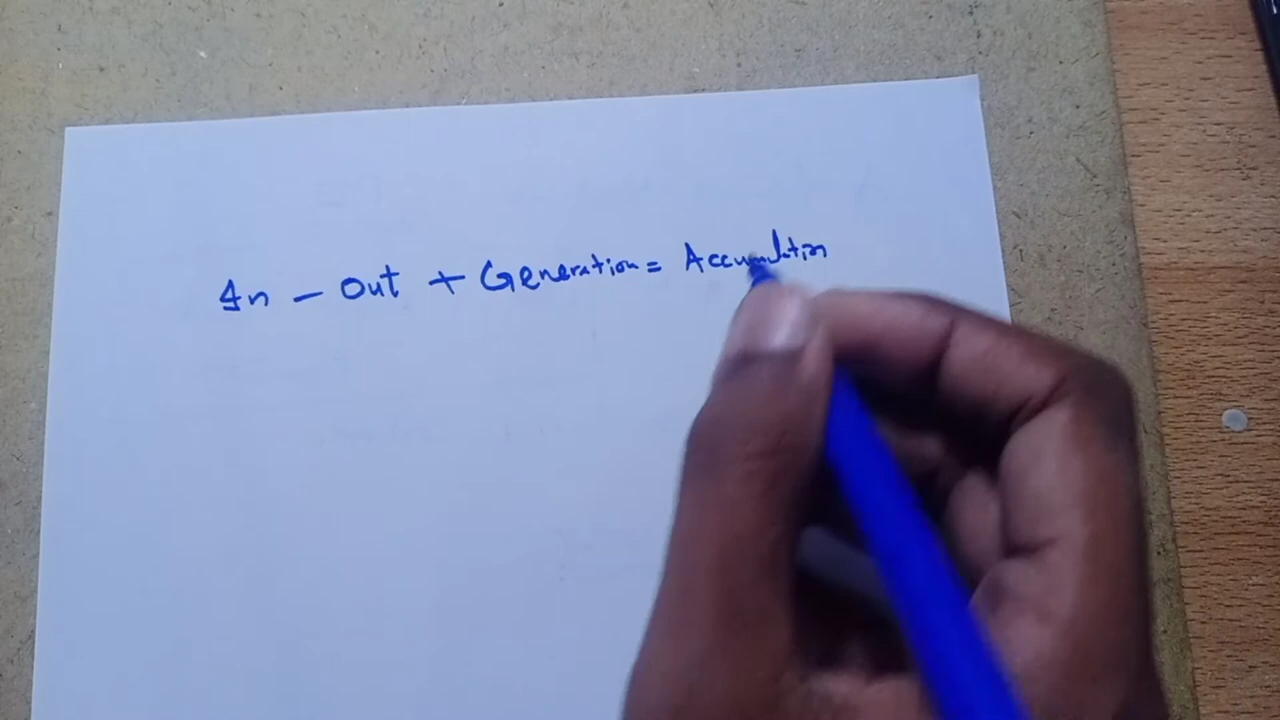 In - Out + Generation = Accumulation